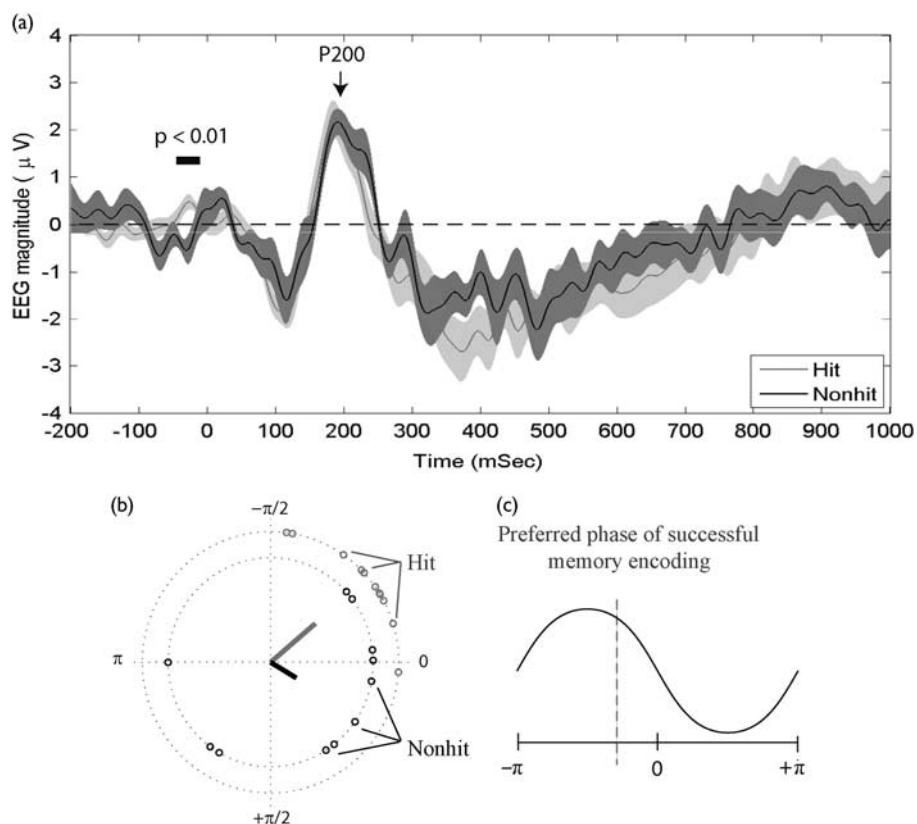 (a)
4
3
2
1
0
-1
-2
-3
-4
EEG magnitude ( μ V)
P200
p < 0.01
Hit
Nonhit
-200 -100 0 100 200 300 400 500 600 700 800 900 1000
Time (mSec)
(b)
−π/2
Hit
π
0
Nonhit
+π/2
(c)
Preferred phase of successful
memory encoding
−π 0 +π